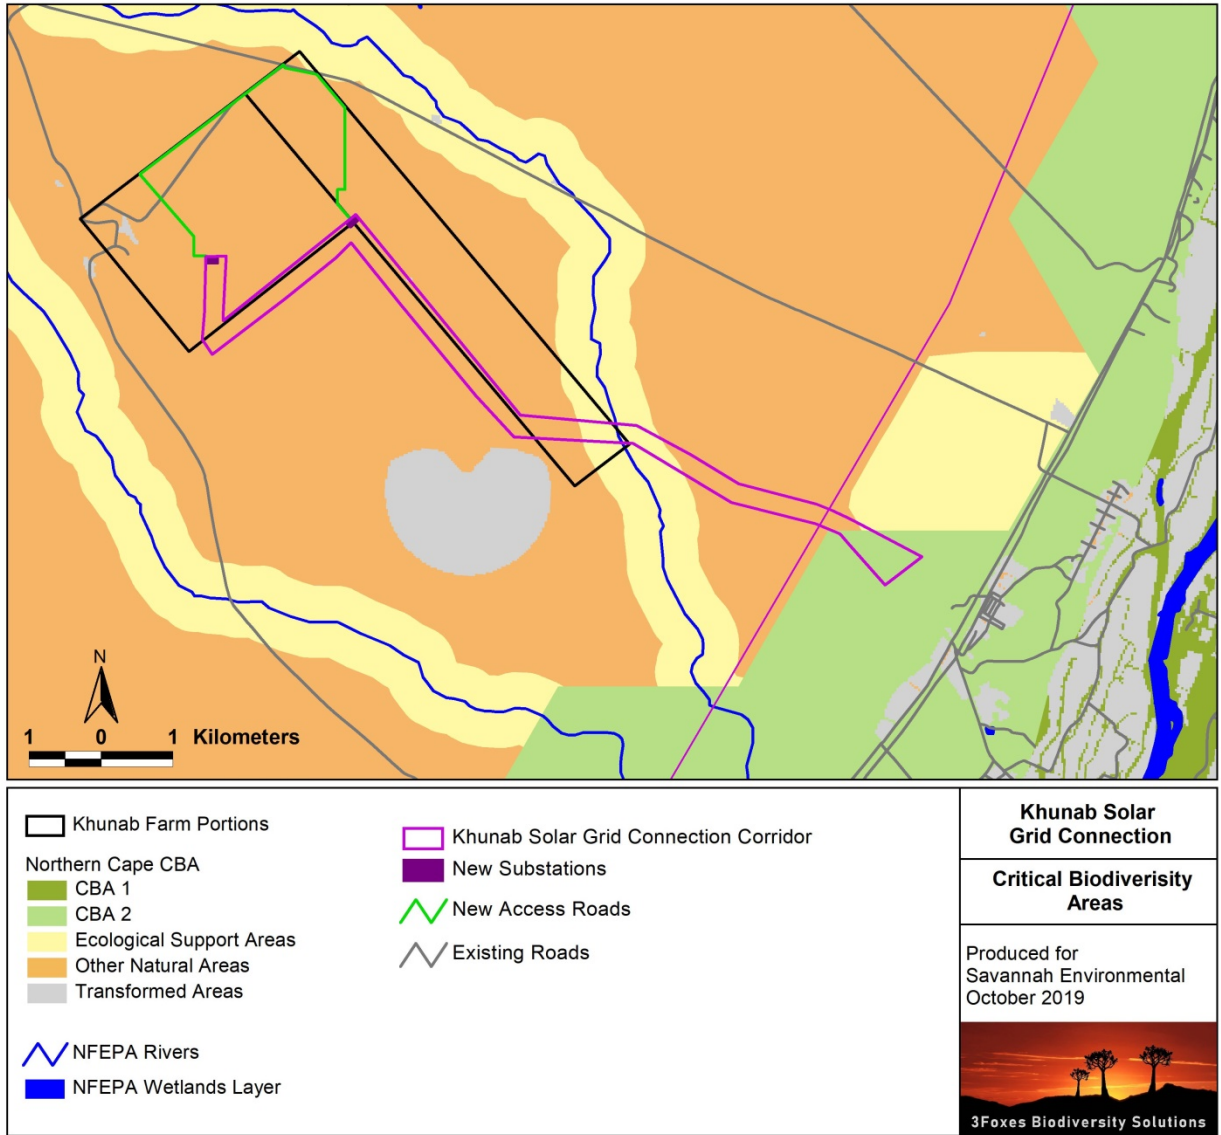 N
1 0 1 Kilometers
Khunab Farm Portions
Northern Cape CBA
CBA 1
CBA 2
Ecological Support Areas
Other Natural Areas
Transformed Areas
NFEPA Rivers
NFEPA Wetlands Layer
Khunab Solar Grid Connection Corridor
New Substations
New Access Roads
Existing Roads
Khunab Solar
Grid Connection
Critical Biodiverisity
Areas
Produced for
Savannah Environmental
October 2019
3Foxes Biodiversity Solutions